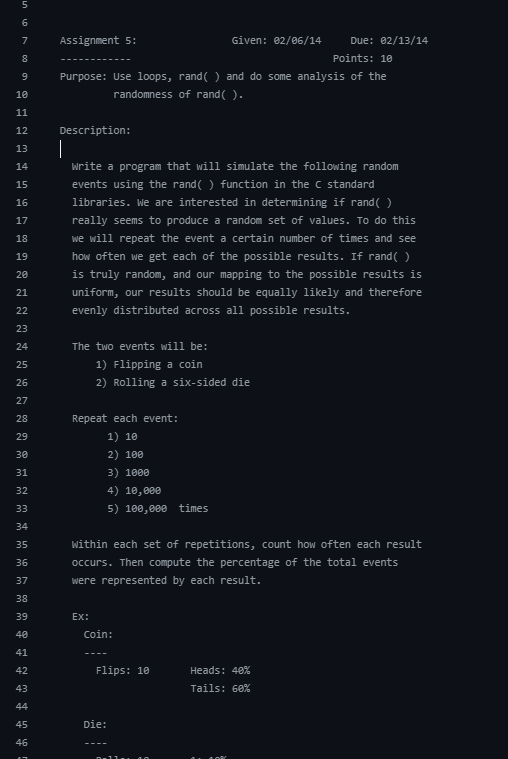 5
6
7 Assignment 5: Given: 02/06/14 Due: 02/13/14
8 ------------ Points: 10
9 Purpose: Use loops, rand( ) and do some analysis of the
10 randomness of rand( ).
11
12 Description:
13
14 Write a program that will simulate the following random
15 events using the rand( ) function in the C standard
16 libraries. We are interested in determining if rand( )
17 really seems to produce a random set of values. To do this
18 we will repeat the event a certain number of times and see
19 how often we get each of the possible results. If rand( )
20 is truly random, and our mapping to the possible results is
21 uniform, our results should be equally likely and therefore
22 evenly distributed across all possible results.
23
24 The two events will be:
25 1) Flipping a coin
26 2) Rolling a six-sided die
27
28 Repeat each event:
29 1) 10
30 2) 100
31 3) 1000
32 4) 10,000
33 5) 100,000 times
34
35 Within each set of repetitions, count how often each result
36 occurs. Then compute the percentage of the total events
37 were represented by each result.
38
39 Ex:
40 Coin:
41 ----
42 Flips: 10 Heads: 40%
43 Tails: 60%
44
45 Die:
46 ----